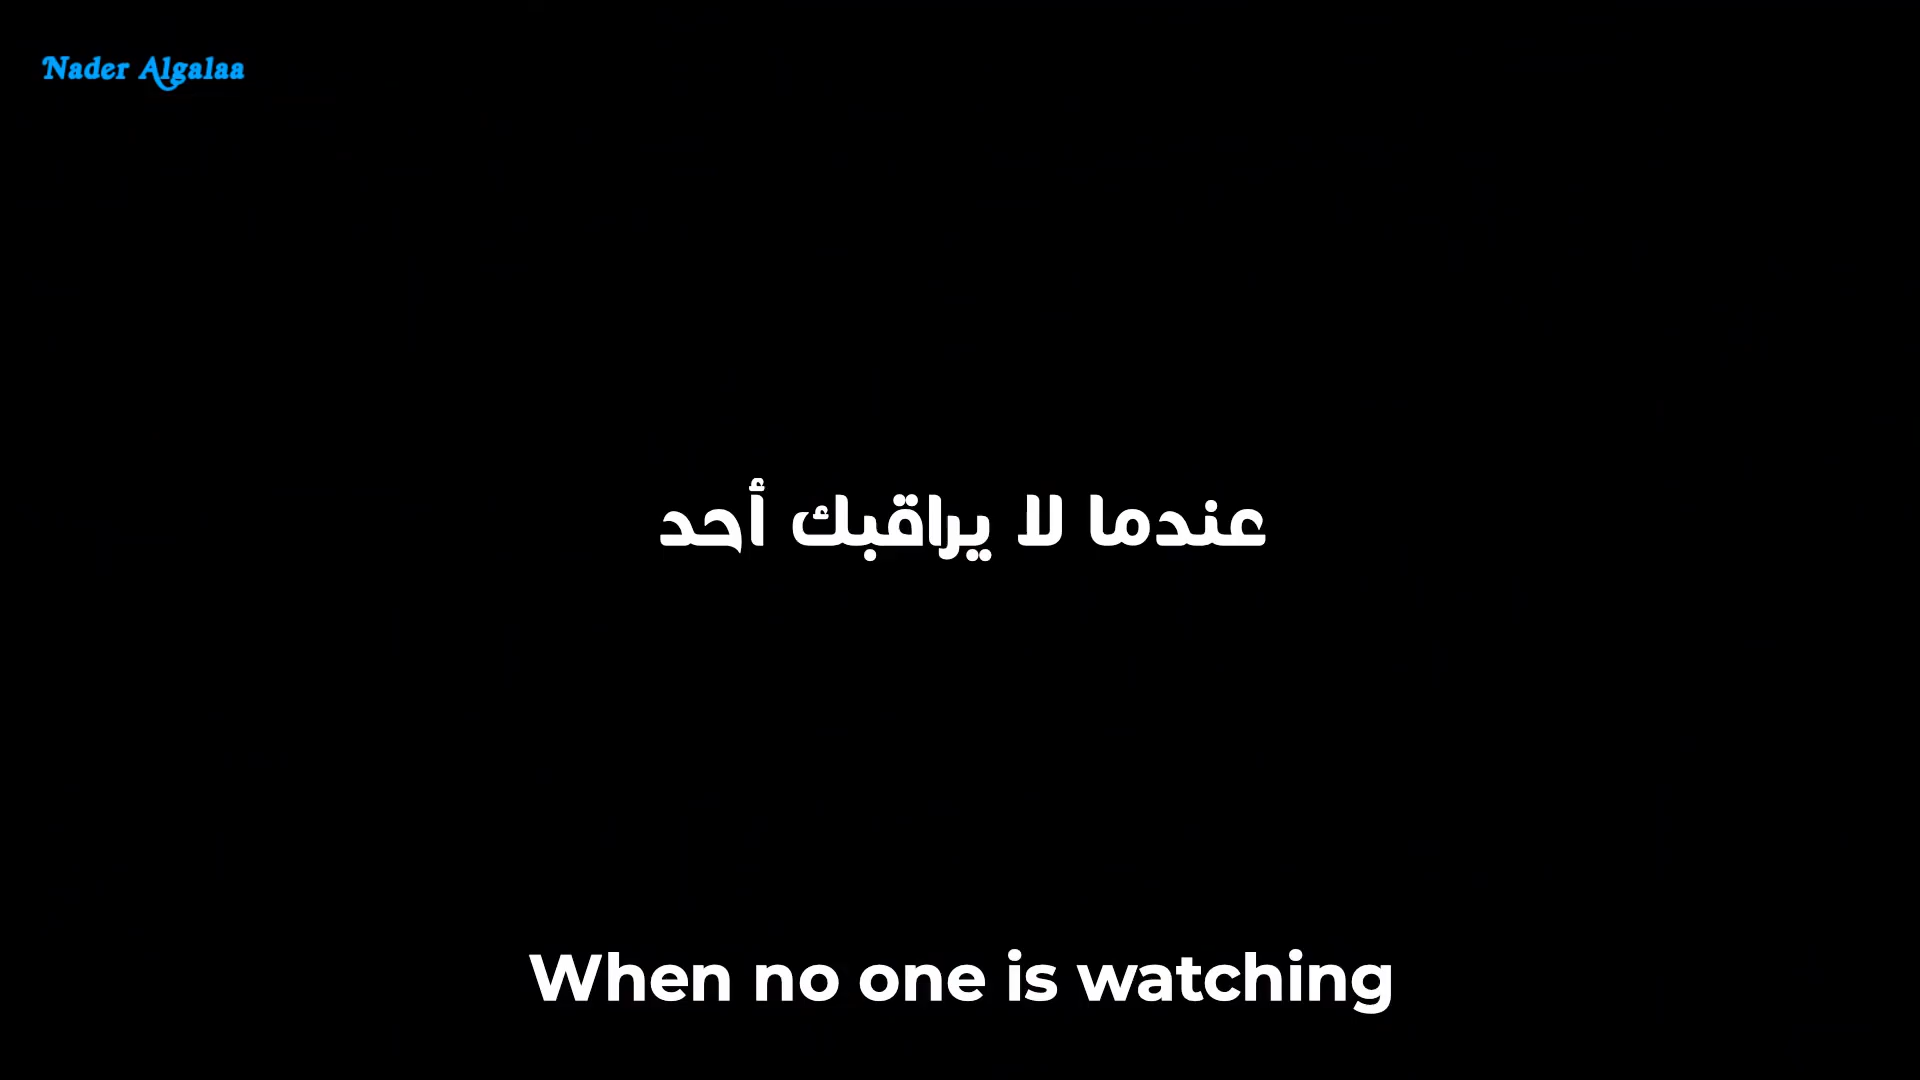 Nader Algalaa
عندما لا يراقبك أحد
When no one is watching